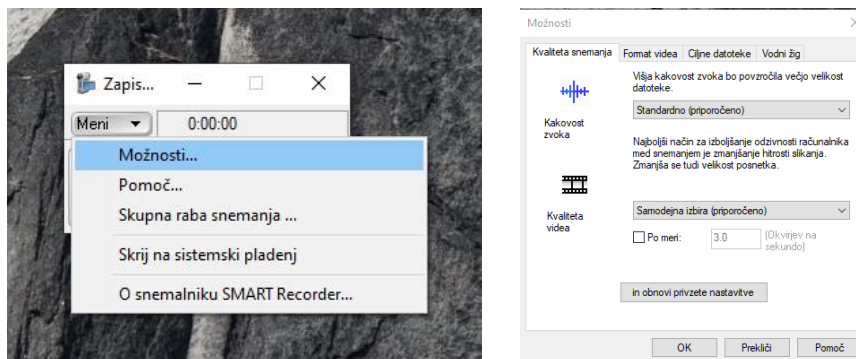 Zapis...
Meni
0:00:00
Možnosti...
Pomoč...
Skupna raba snemanja ...
Skrij na sistemski pladenj
O snemalniku SMART Recorder...
Možnosti
Kvaliteta snemanja
Format videa
Ciljne datoteke
Vodni žig
Višja kakovost zvoka bo povzročila večjo velikost
datoteke.
Standardno (priporočeno)
Kakovost
zvoka
Najboljši način za izboljšanje odzivnosti računalnika
med snemanjem je zmanjšanje hitrosti slikanja.
Zmanjša se tudi velikost posnetka.
Samodejna izbira (priporočeno)
Kvaliteta
videa
Po meri:
3.0
(Okvirjev na
sekundo)
in obnovi privzete nastavitve
OK
Prekliči
Pomoč